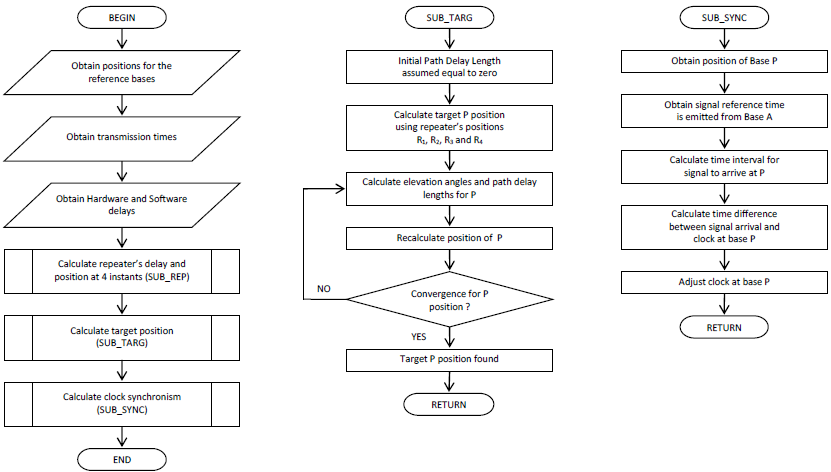 BEGIN
Obtain positions for the
reference bases
Obtain transmission times
Obtain Hardware and Software
delays
Calculate repeater's delay and
position at 4 instants (SUB_REP)
Calculate target position
(SUB_TARG)
Calculate clock synchronism
(SUB_SYNC)
END
SUB_TARG
Initial Path Delay Length
assumed equal to zero
Calculate target P position
using repeater's positions
R₁, R₂, R₃ and R₄
Calculate elevation angles and path delay
lengths for P
Recalculate position of P
NO
Convergence for P
position ?
YES
Target P position found
RETURN
SUB_SYNC
Obtain position of Base P
Obtain signal reference time
is emitted from Base A
Calculate time interval for
signal to arrive at P
Calculate time difference
between signal arrival and
clock at base P
Adjust clock at base P
RETURN